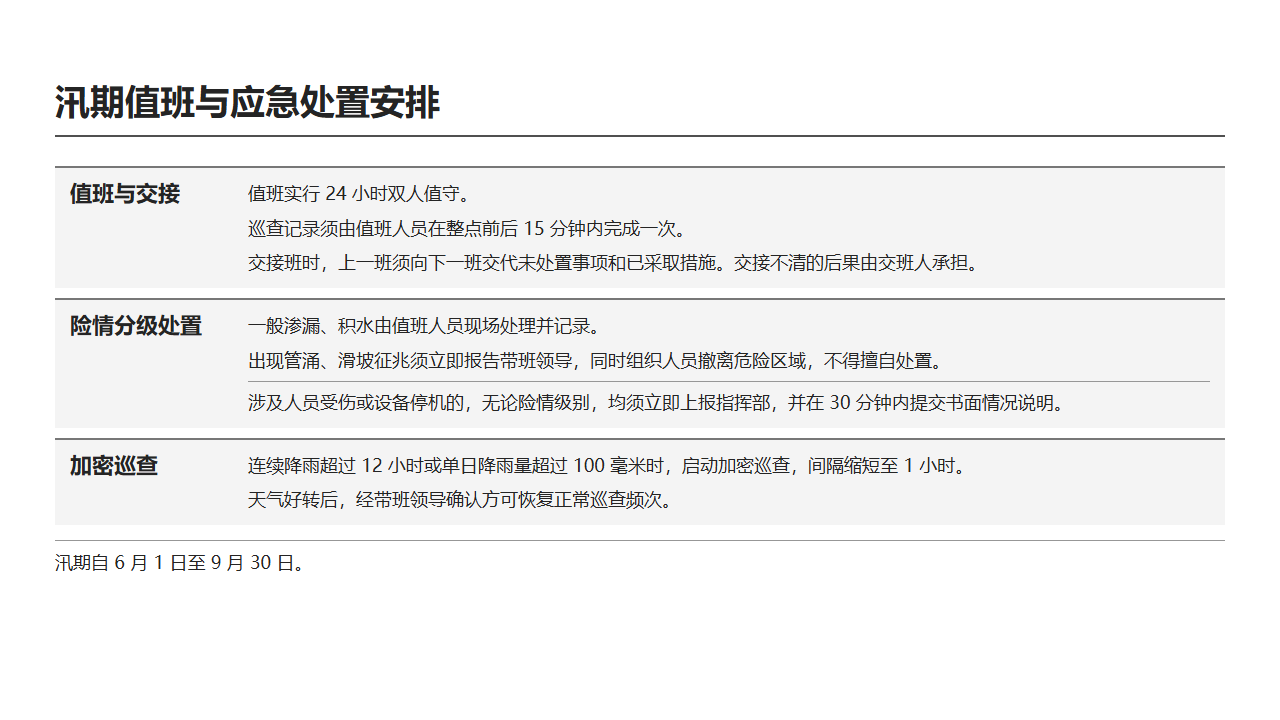 汛期值班与应急处置安排
值班与交接
值班实行 24 小时双人值守。
巡查记录须由值班人员在整点前后 15 分钟内完成一次。
交接班时，上一班须向下一班交代未处置事项和已采取措施。交接不清的后果由交班人承担。
险情分级处置
一般渗漏、积水由值班人员现场处理并记录。
出现管涌、滑坡征兆须立即报告带班领导，同时组织人员撤离危险区域，不得擅自处置。
涉及人员受伤或设备停机的，无论险情级别，均须立即上报指挥部，并在 30 分钟内提交书面情况说明。
加密巡查
连续降雨超过 12 小时或单日降雨量超过 100 毫米时，启动加密巡查，间隔缩短至 1 小时。
天气好转后，经带班领导确认方可恢复正常巡查频次。
汛期自 6 月 1 日至 9 月 30 日。